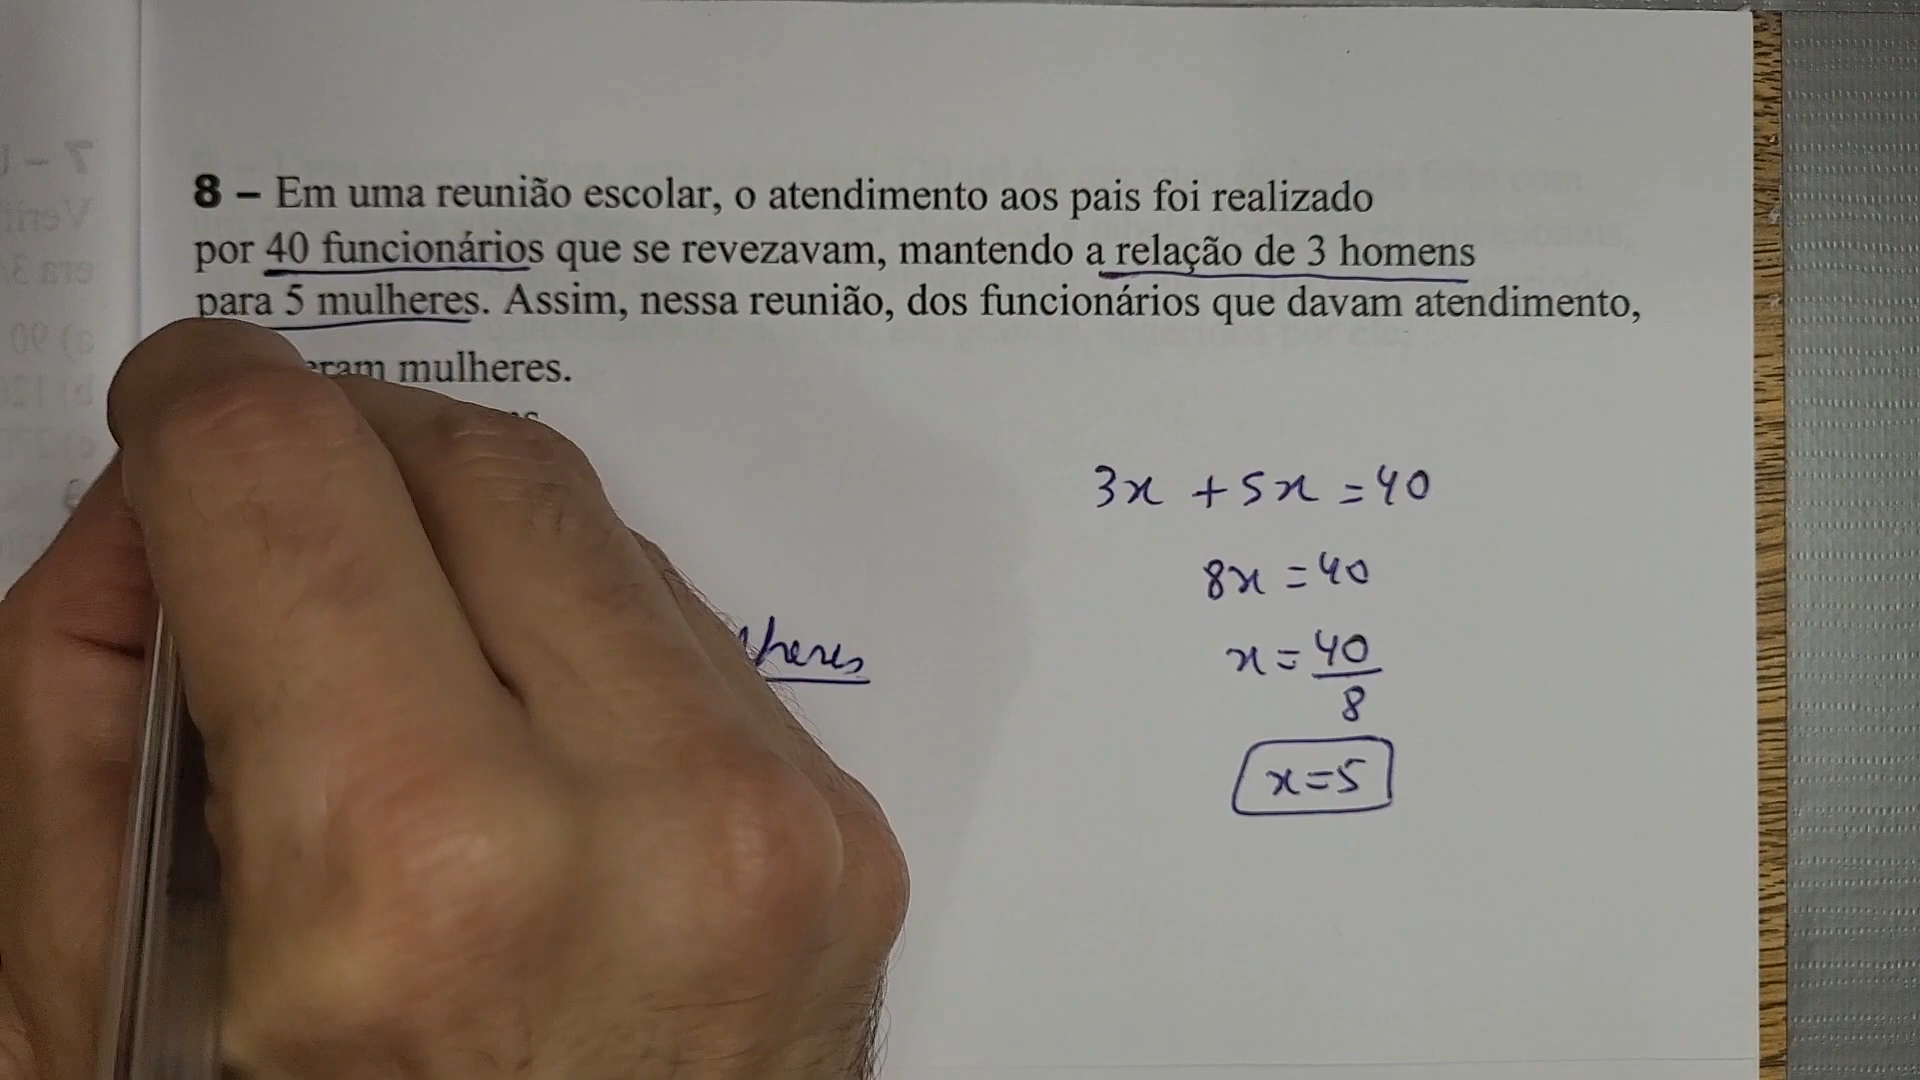 8 – Em uma reunião escolar, o atendimento aos pais foi realizado
por 40 funcionários que se revezavam, mantendo a relação de 3 homens
para 5 mulheres. Assim, nessa reunião, dos funcionários que davam atendimento,
eram mulheres.
3x + 5x = 40
8x = 40
x = 40
8
x = 5